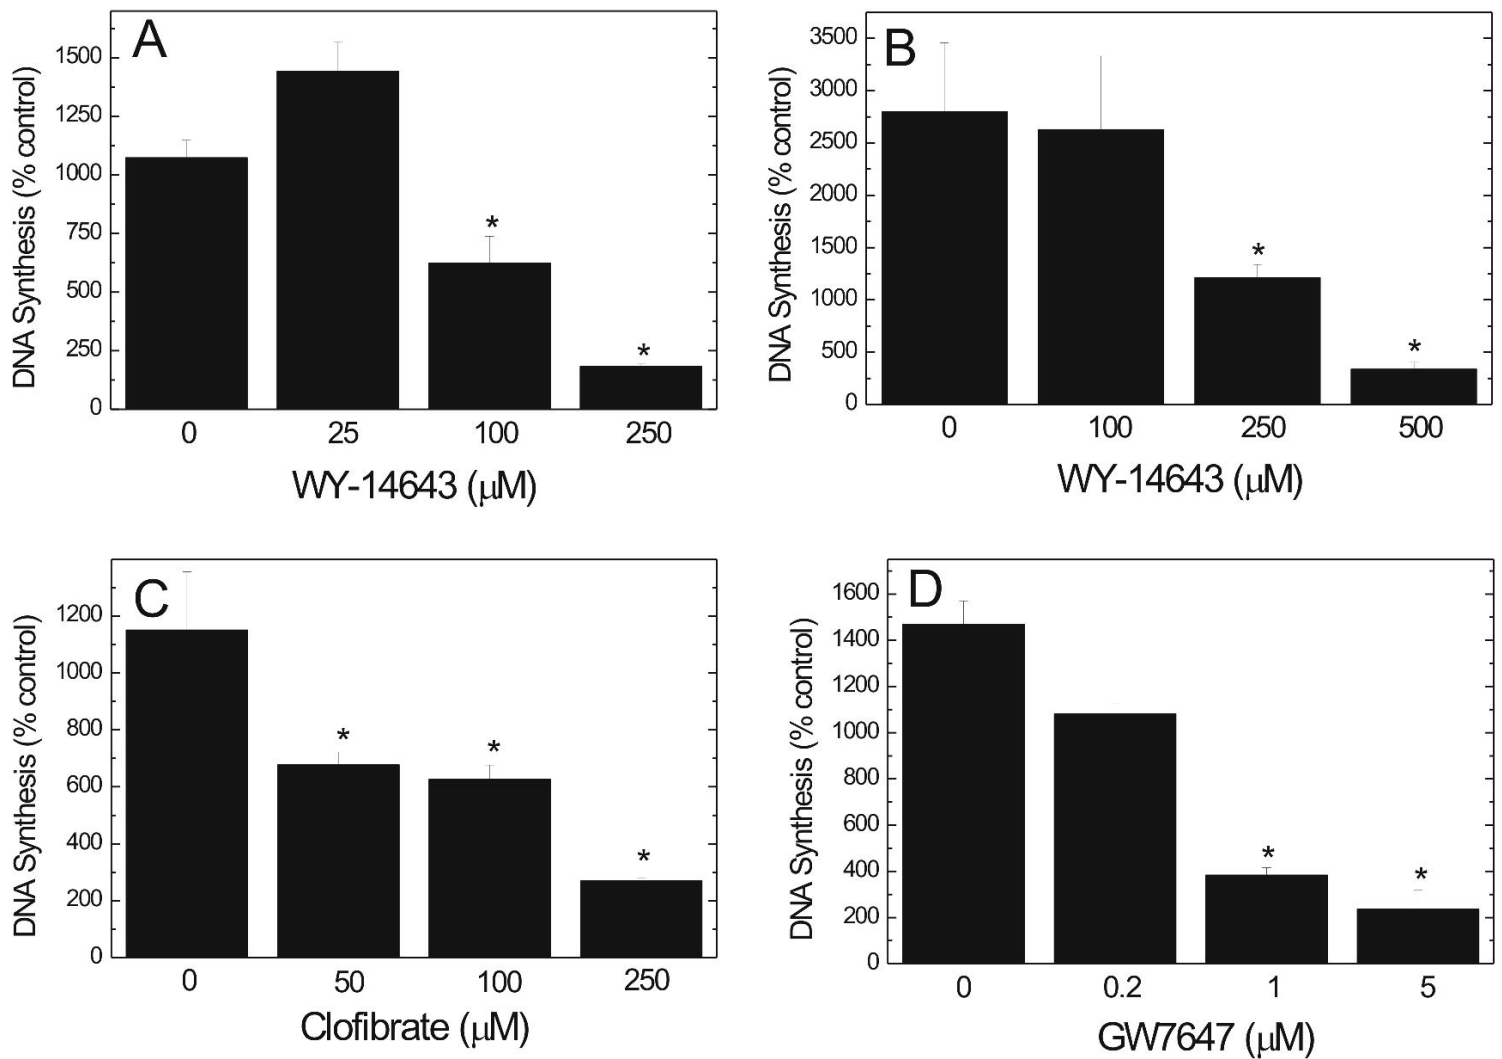 A
DNA Synthesis (% control)
1500
1250
1000
750
500
250
0
*
*
0 25 100 250
WY-14643 (μM)
B
DNA Synthesis (% control)
3500
3000
2500
2000
1500
1000
500
0
*
*
0 100 250 500
WY-14643 (μM)
C
DNA Synthesis (% control)
1200
1000
800
600
400
200
0
*
*
*
0 50 100 250
Clofibrate (μM)
D
DNA Synthesis (% control)
1600
1400
1200
1000
800
600
400
200
0
*
*
0 0.2 1 5
GW7647 (μM)